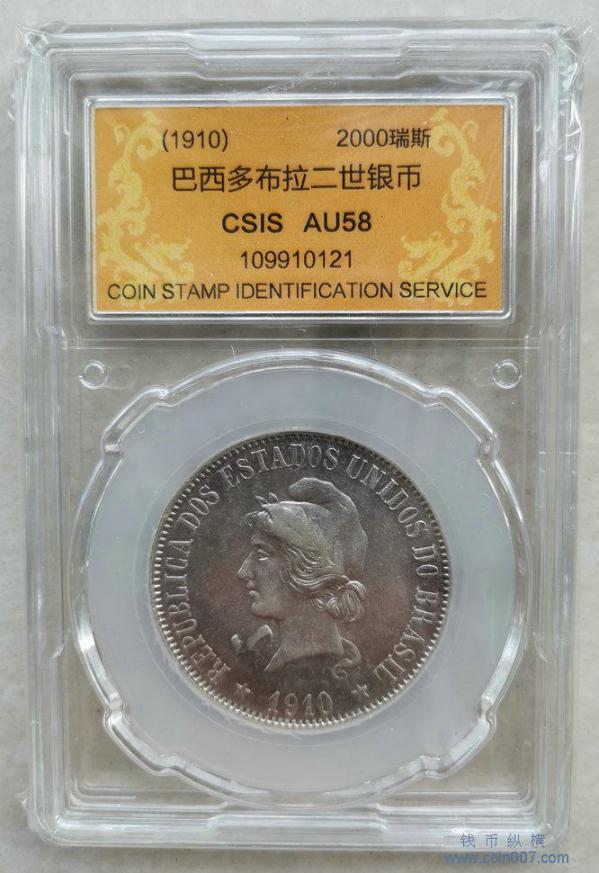 (1910) 2000瑞斯
巴西多布拉二世银币
CSIS AU58
109910121
COIN STAMP IDENTIFICATION SERVICE
REPUBLICA DOS ESTADOS UNIDOS DO BRASIL
★ 1910 ★
钱币纵横
www.coin007.com